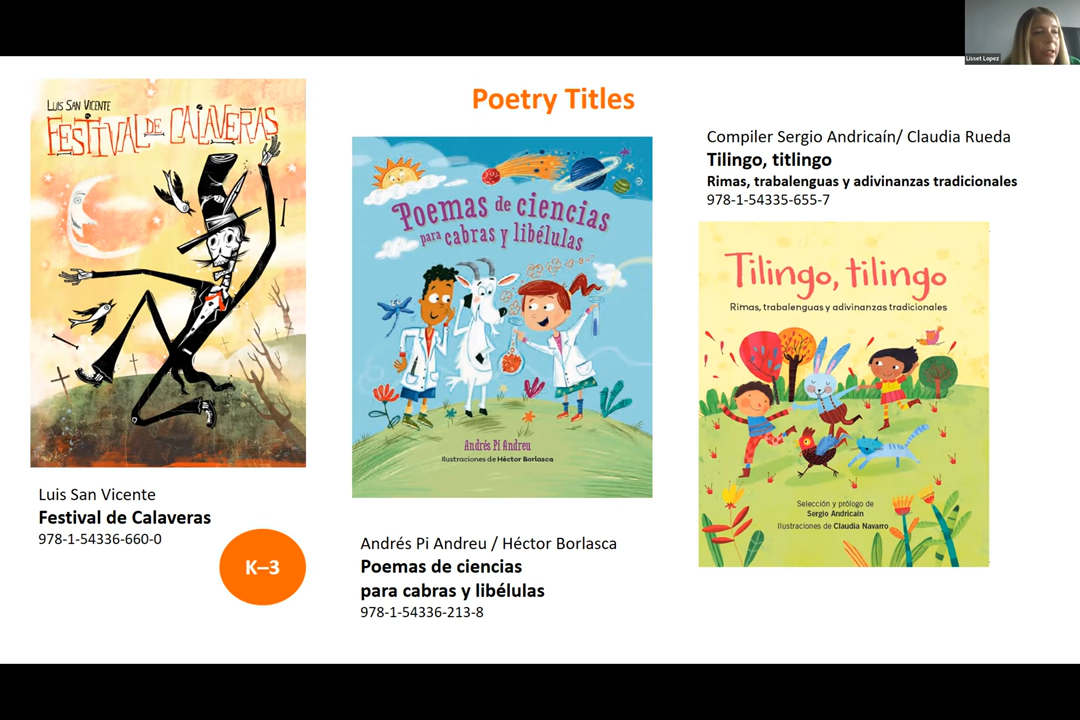 Lisset Lopez
Poetry Titles
LUIS SAN VICENTE
FESTIVAL DE CALAVERAS
Luis San Vicente
Festival de Calaveras
978-1-54336-660-0
K–3
Poemas de ciencias
para cabras y libélulas
Andrés Pi Andreu
Ilustraciones de Héctor Borlasca
Andrés Pi Andreu / Héctor Borlasca
Poemas de ciencias
para cabras y libélulas
978-1-54336-213-8
Compiler Sergio Andricaín/ Claudia Rueda
Tilingo, titlingo
Rimas, trabalenguas y adivinanzas tradicionales
978-1-54335-655-7
Tilingo, tilingo
Rimas, trabalenguas y adivinanzas tradicionales
Selección y prólogo de
Sergio Andricaín
Ilustraciones de Claudia Navarro